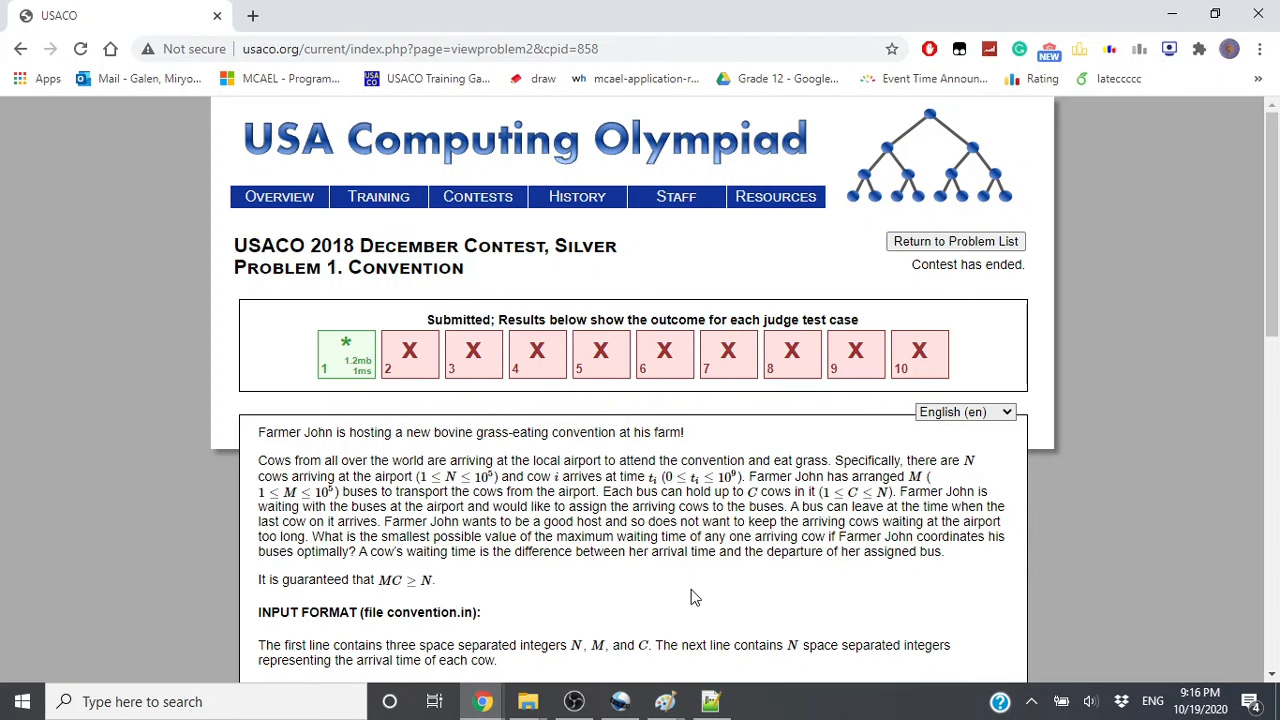 USACO
Not secure | usaco.org/current/index.php?page=viewproblem2&cpid=858
NEW
Apps Mail - Galen, Miryo... MCAEL - Program... USACO Training Ga... draw wh mcael-application-r... Grade 12 - Google... Event Time Announ... Rating lateccccc »
USA Computing Olympiad
OVERVIEW TRAINING CONTESTS HISTORY STAFF RESOURCES
USACO 2018 DECEMBER CONTEST, SILVER
PROBLEM 1. CONVENTION
Return to Problem List
Contest has ended.
Submitted; Results below show the outcome for each judge test case
* X X X X X X X X X
1.2mb
1ms
1 2 3 4 5 6 7 8 9 10
English (en)
Farmer John is hosting a new bovine grass-eating convention at his farm!
Cows from all over the world are arriving at the local airport to attend the convention and eat grass. Specifically, there are N
cows arriving at the airport (1 ≤ N ≤ 10⁵) and cow i arrives at time tᵢ (0 ≤ tᵢ ≤ 10⁹). Farmer John has arranged M (
1 ≤ M ≤ 10⁵) buses to transport the cows from the airport. Each bus can hold up to C cows in it (1 ≤ C ≤ N). Farmer John is
waiting with the buses at the airport and would like to assign the arriving cows to the buses. A bus can leave at the time when the
last cow on it arrives. Farmer John wants to be a good host and so does not want to keep the arriving cows waiting at the airport
too long. What is the smallest possible value of the maximum waiting time of any one arriving cow if Farmer John coordinates his
buses optimally? A cow's waiting time is the difference between her arrival time and the departure of her assigned bus.
It is guaranteed that MC ≥ N.
INPUT FORMAT (file convention.in):
The first line contains three space separated integers N, M, and C. The next line contains N space separated integers
representing the arrival time of each cow.
Type here to search
ENG
9:16 PM
10/19/2020
4